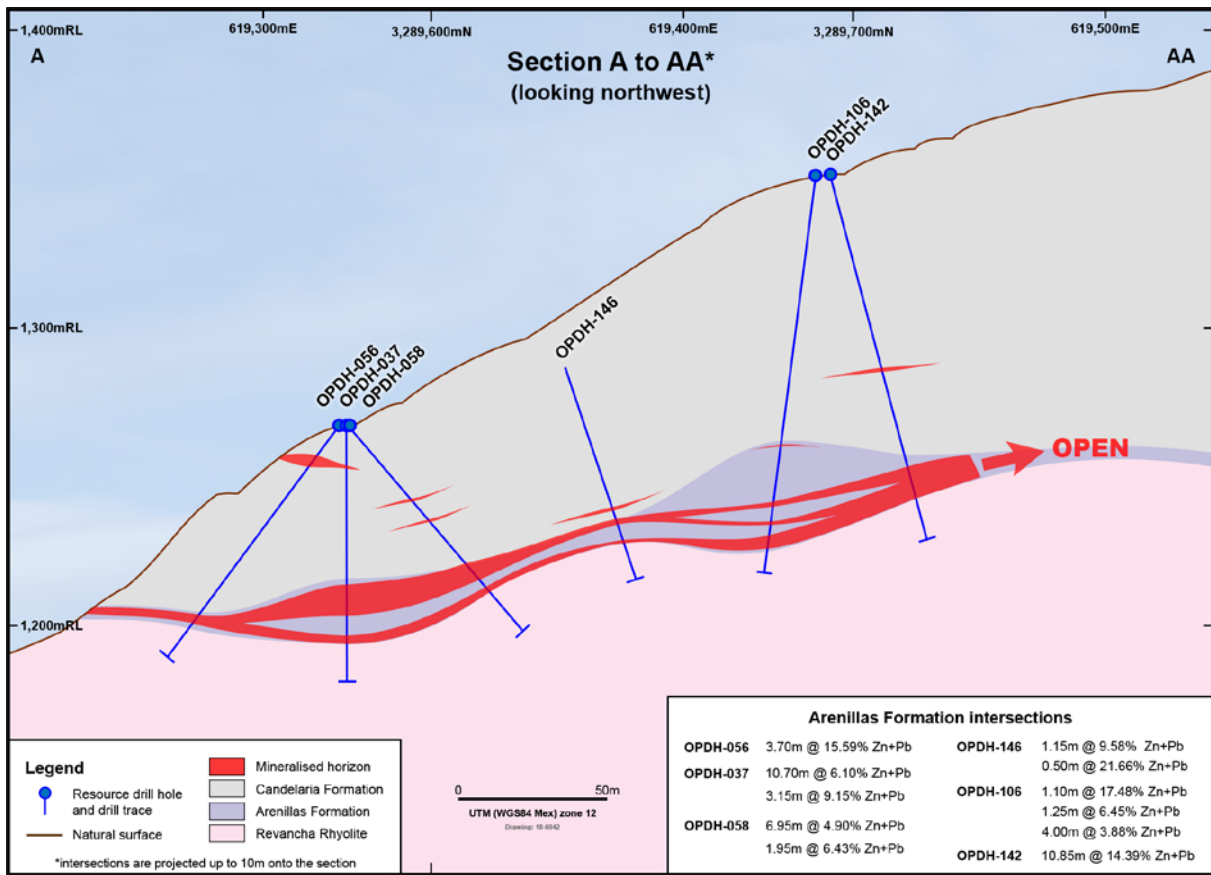 619,300mE 3,289,600mN 619,400mE 3,289,700mN 619,500mE
1,400mRL
A
AA
Section A to AA*
(looking northwest)
OPDH-106
OPDH-142
1,300mRL
OPDH-146
OPDH-056
OPDH-037
OPDH-058
OPEN
1,200mRL
Legend
Resource drill hole
and drill trace
Natural surface
Mineralised horizon
Candelaria Formation
Arenillas Formation
Revancha Rhyolite
*intersections are projected up to 10m onto the section
0 50m
UTM (WGS84 Mex) zone 12
Drawing: 18-0042
Arenillas Formation intersections
OPDH-056 3.70m @ 15.59% Zn+Pb
OPDH-037 10.70m @ 6.10% Zn+Pb
3.15m @ 9.15% Zn+Pb
OPDH-058 6.95m @ 4.90% Zn+Pb
1.95m @ 6.43% Zn+Pb
OPDH-146 1.15m @ 9.58% Zn+Pb
0.50m @ 21.66% Zn+Pb
OPDH-106 1.10m @ 17.48% Zn+Pb
1.25m @ 6.45% Zn+Pb
4.00m @ 3.88% Zn+Pb
OPDH-142 10.85m @ 14.39% Zn+Pb